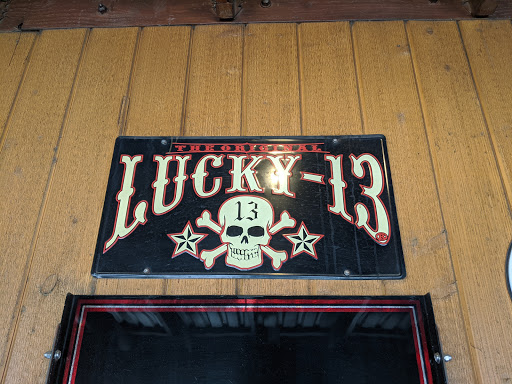 THE ORIGINAL
LUCKY-13
13